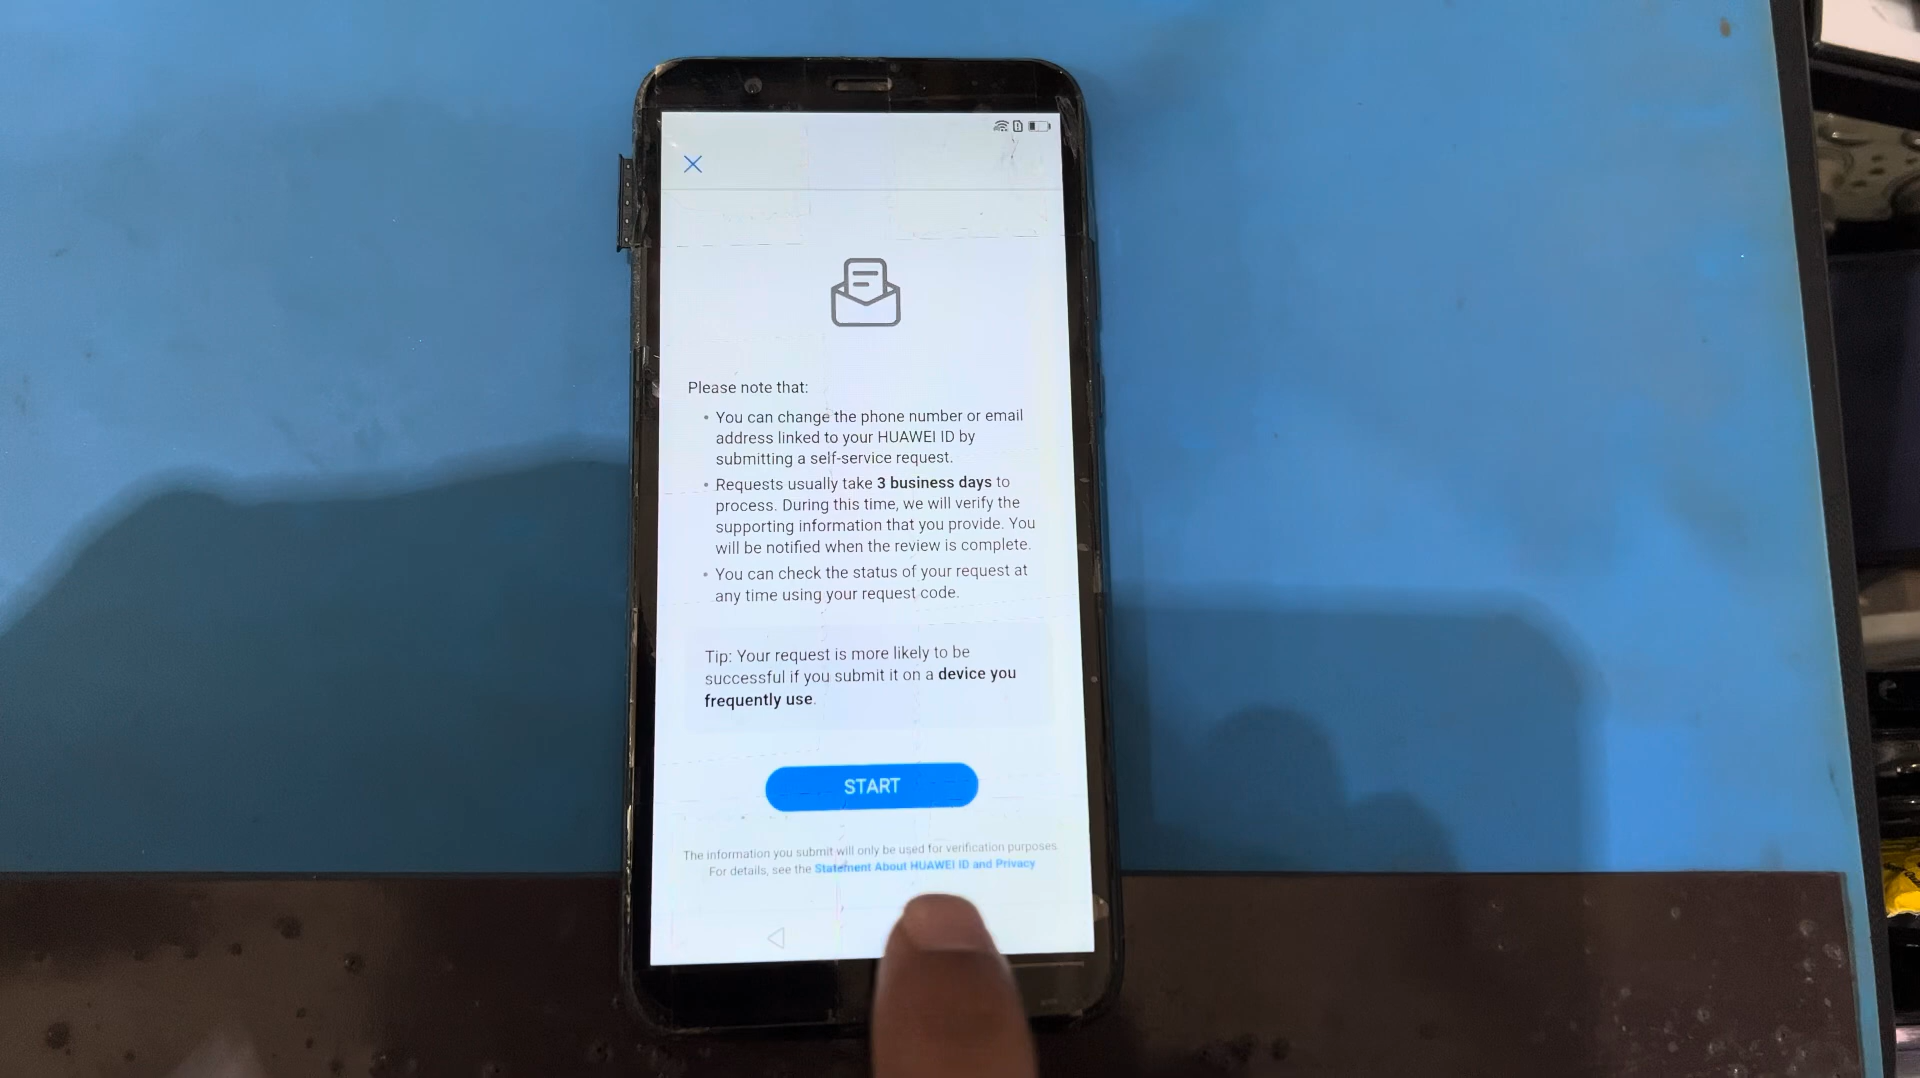 Please note that:
• You can change the phone number or email
address linked to your HUAWEI ID by
submitting a self-service request.
• Requests usually take 3 business days to
process. During this time, we will verify the
supporting information that you provide. You
will be notified when the review is complete.
• You can check the status of your request at
any time using your request code.
Tip: Your request is more likely to be
successful if you submit it on a device you
frequently use.
START
The information you submit will only be used for verification purposes.
For details, see the Statement About HUAWEI ID and Privacy